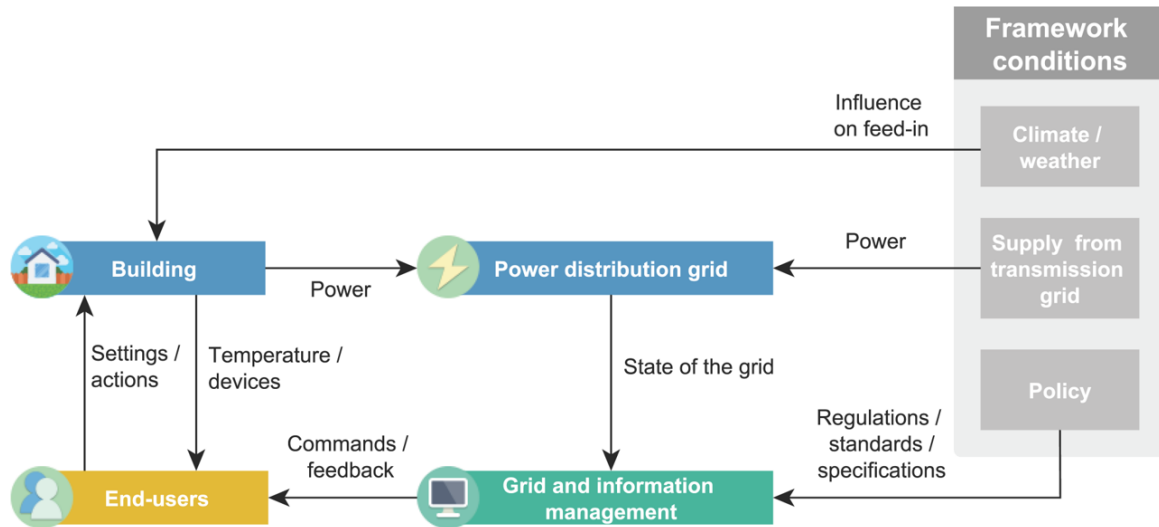 Framework
conditions
Influence
on feed-in
Climate /
weather
Building
Power
Power distribution grid
Power
Supply from
transmission
grid
Settings /
actions
Temperature /
devices
State of the grid
Policy
Regulations /
standards /
specifications
Commands /
feedback
End-users
Grid and information
management